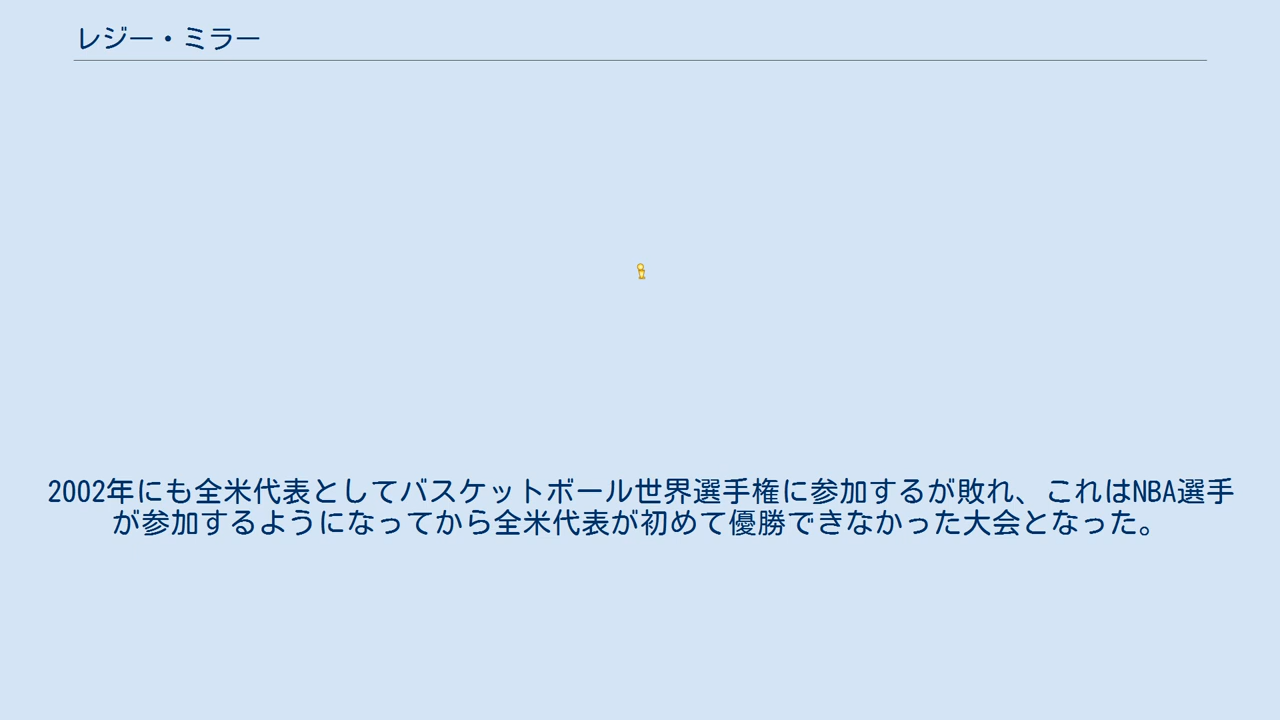 レジー・ミラー
2002年にも全米代表としてバスケットボール世界選手権に参加するが敗れ、これはNBA選手
が参加するようになってから全米代表が初めて優勝できなかった大会となった。